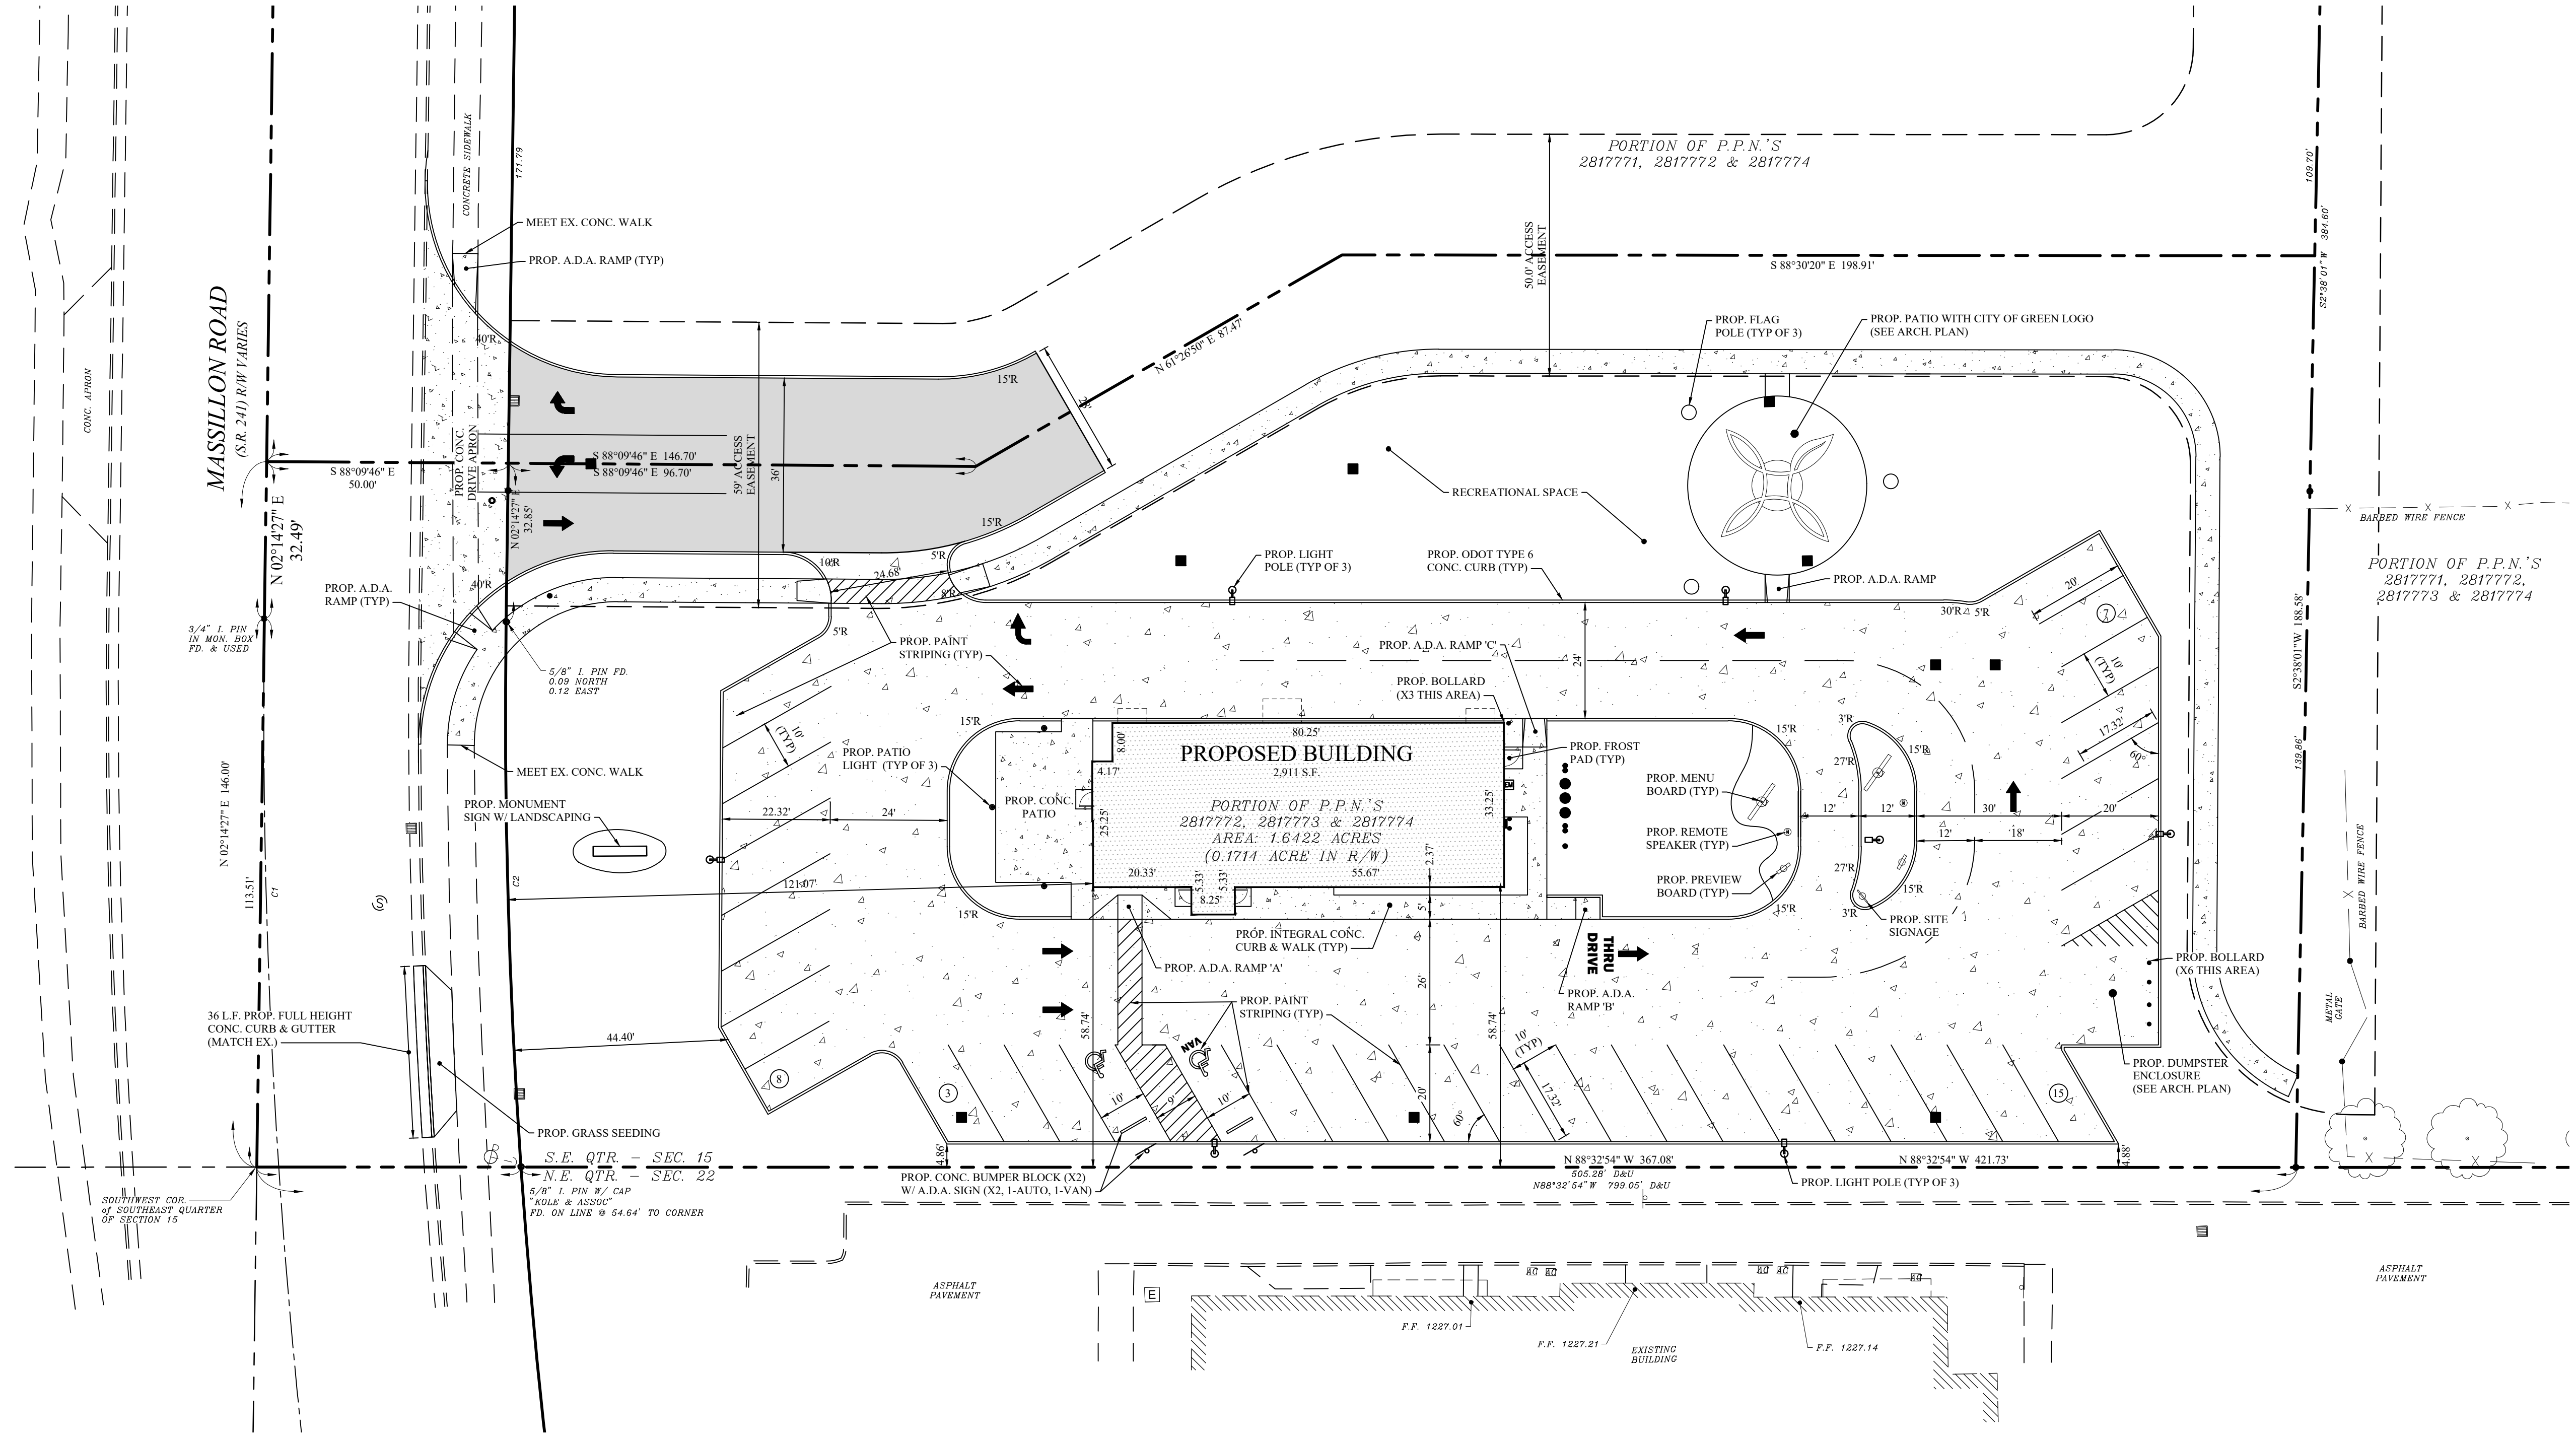 PORTION OF P.P.N.'S
2817771, 2817772 & 2817774
171.79
CONCRETE SIDEWALK
109.70'
S2°38'01"W 384.60'
MEET EX. CONC. WALK
PROP. A.D.A. RAMP (TYP)
50.0' ACCESS
EASEMENT
S 88°30'20" E 198.91'
MASSILLON ROAD
(S.R. 241) R/W VARIES
CONC. APRON
40'R
15'R
N 61°26'50" E 87.47'
PROP. FLAG
POLE (TYP OF 3)
PROP. PATIO WITH CITY OF GREEN LOGO
(SEE ARCH. PLAN)
PROP. CONC.
DRIVE APRON
S 88°09'46" E
50.00'
S 88°09'46" E 146.70'
S 88°09'46" E 96.70'
59' ACCESS
EASEMENT
36'
RECREATIONAL SPACE
N 02°14'27" E
32.49'
N 02°14'27" E
32.85'
15'R
BARBED WIRE FENCE
X
X
X
PORTION OF P.P.N.'S
2817771, 2817772,
2817773 & 2817774
PROP. A.D.A.
RAMP (TYP)
40'R
10'R
24.68'
5'R
8'R
5'R
PROP. LIGHT
POLE (TYP OF 3)
PROP. ODOT TYPE 6
CONC. CURB (TYP)
PROP. A.D.A. RAMP
30'R
5'R
20'
7
3/4" I. PIN
IN MON. BOX
FD. & USED
5/8" I. PIN FD.
0.09 NORTH
0.12 EAST
PROP. PAINT
STRIPING (TYP)
PROP. A.D.A. RAMP 'C'
24'
PROP. BOLLARD
(X3 THIS AREA)
S2°38'01"W 188.58'
139.86'
10'
(TYP)
10'
(TYP)
17.32'
60°
MEET EX. CONC. WALK
PROP. PATIO
LIGHT (TYP OF 3)
15'R
8.00'
80.25'
PROPOSED BUILDING
2,911 S.F.
4.17'
PROP. FROST
PAD (TYP)
PROP. MENU
BOARD (TYP)
15'R
3'R
15'R
27'R
PROP. MONUMENT
SIGN W/ LANDSCAPING
PROP. CONC.
PATIO
25.25'
PORTION OF P.P.N.'S
2817772, 2817773 & 2817774
AREA: 1.6422 ACRES
(0.1714 ACRE IN R/W)
33.25'
EM
22.32'
24'
12'
12'
30'
20'
12'
18'
PROP. REMOTE
SPEAKER (TYP)
PROP. PREVIEW
BOARD (TYP)
N 02°14'27" E 146.00'
113.51'
C1
C2
(S)
121.07'
20.33'
5.33'
5.33'
8.25'
55.67'
2.37'
5'
15'R
15'R
27'R
15'R
3'R
PROP. SITE
SIGNAGE
BARBED WIRE FENCE
X
X
PROP. INTEGRAL CONC.
CURB & WALK (TYP)
PROP. A.D.A. RAMP 'A'
THRU
DRIVE
PROP. BOLLARD
(X6 THIS AREA)
PROP. A.D.A.
RAMP 'B'
METAL
GATE
36 L.F. PROP. FULL HEIGHT
CONC. CURB & GUTTER
(MATCH EX.)
44.40'
58.74'
PROP. PAINT
STRIPING (TYP)
26'
58.74'
10'
(TYP)
VAN
PROP. DUMPSTER
ENCLOSURE
(SEE ARCH. PLAN)
8
3
15
10'
9'
10'
20'
60°
17.32'
PROP. GRASS SEEDING
4.86'
4.88'
S.E. QTR. - SEC. 15
N.E. QTR. - SEC. 22
5/8" I. PIN W/ CAP
"KOLE & ASSOC"
FD. ON LINE @ 54.64' TO CORNER
SOUTHWEST COR.
of SOUTHEAST QUARTER
OF SECTION 15
PROP. CONC. BUMPER BLOCK (X2)
W/ A.D.A. SIGN (X2, 1-AUTO, 1-VAN)
N 88°32'54" W 367.08'
505.28' D&U
N88°32'54"W 799.05' D&U
N 88°32'54" W 421.73'
PROP. LIGHT POLE (TYP OF 3)
X
X
ASPHALT
PAVEMENT
E
AC AC
AC AC
AC
ASPHALT
PAVEMENT
F.F. 1227.01
F.F. 1227.21
EXISTING
BUILDING
F.F. 1227.14